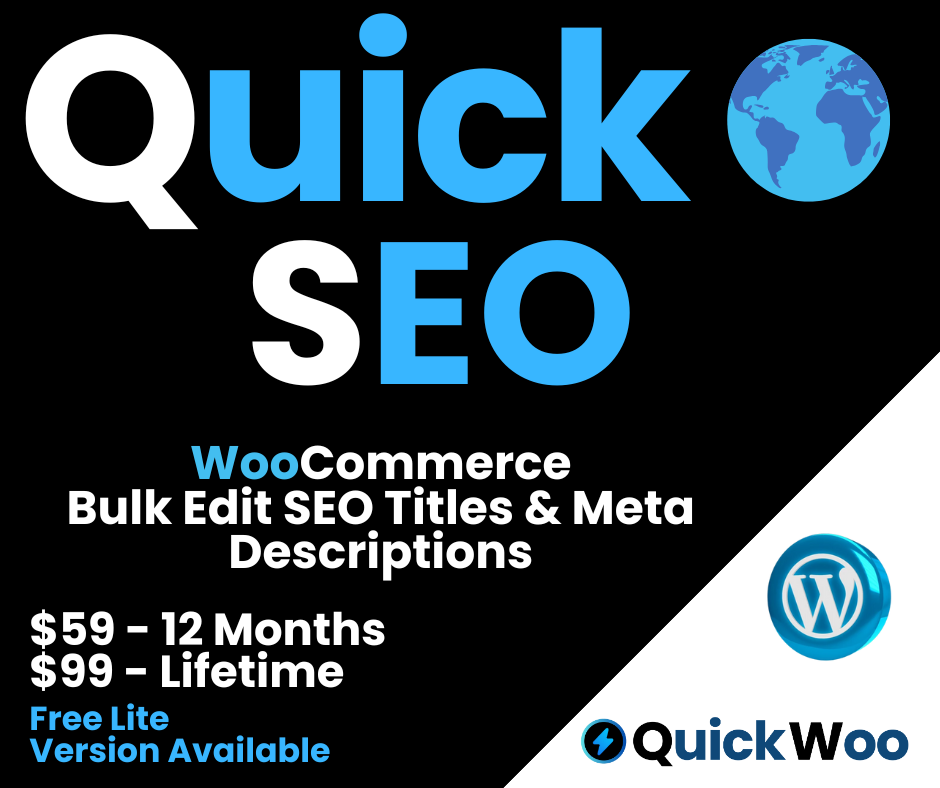 Quick
SEO
WooCommerce
Bulk Edit SEO Titles & Meta
Descriptions
$59 - 12 Months
$99 - Lifetime
Free Lite
Version Available
W
QuickWoo